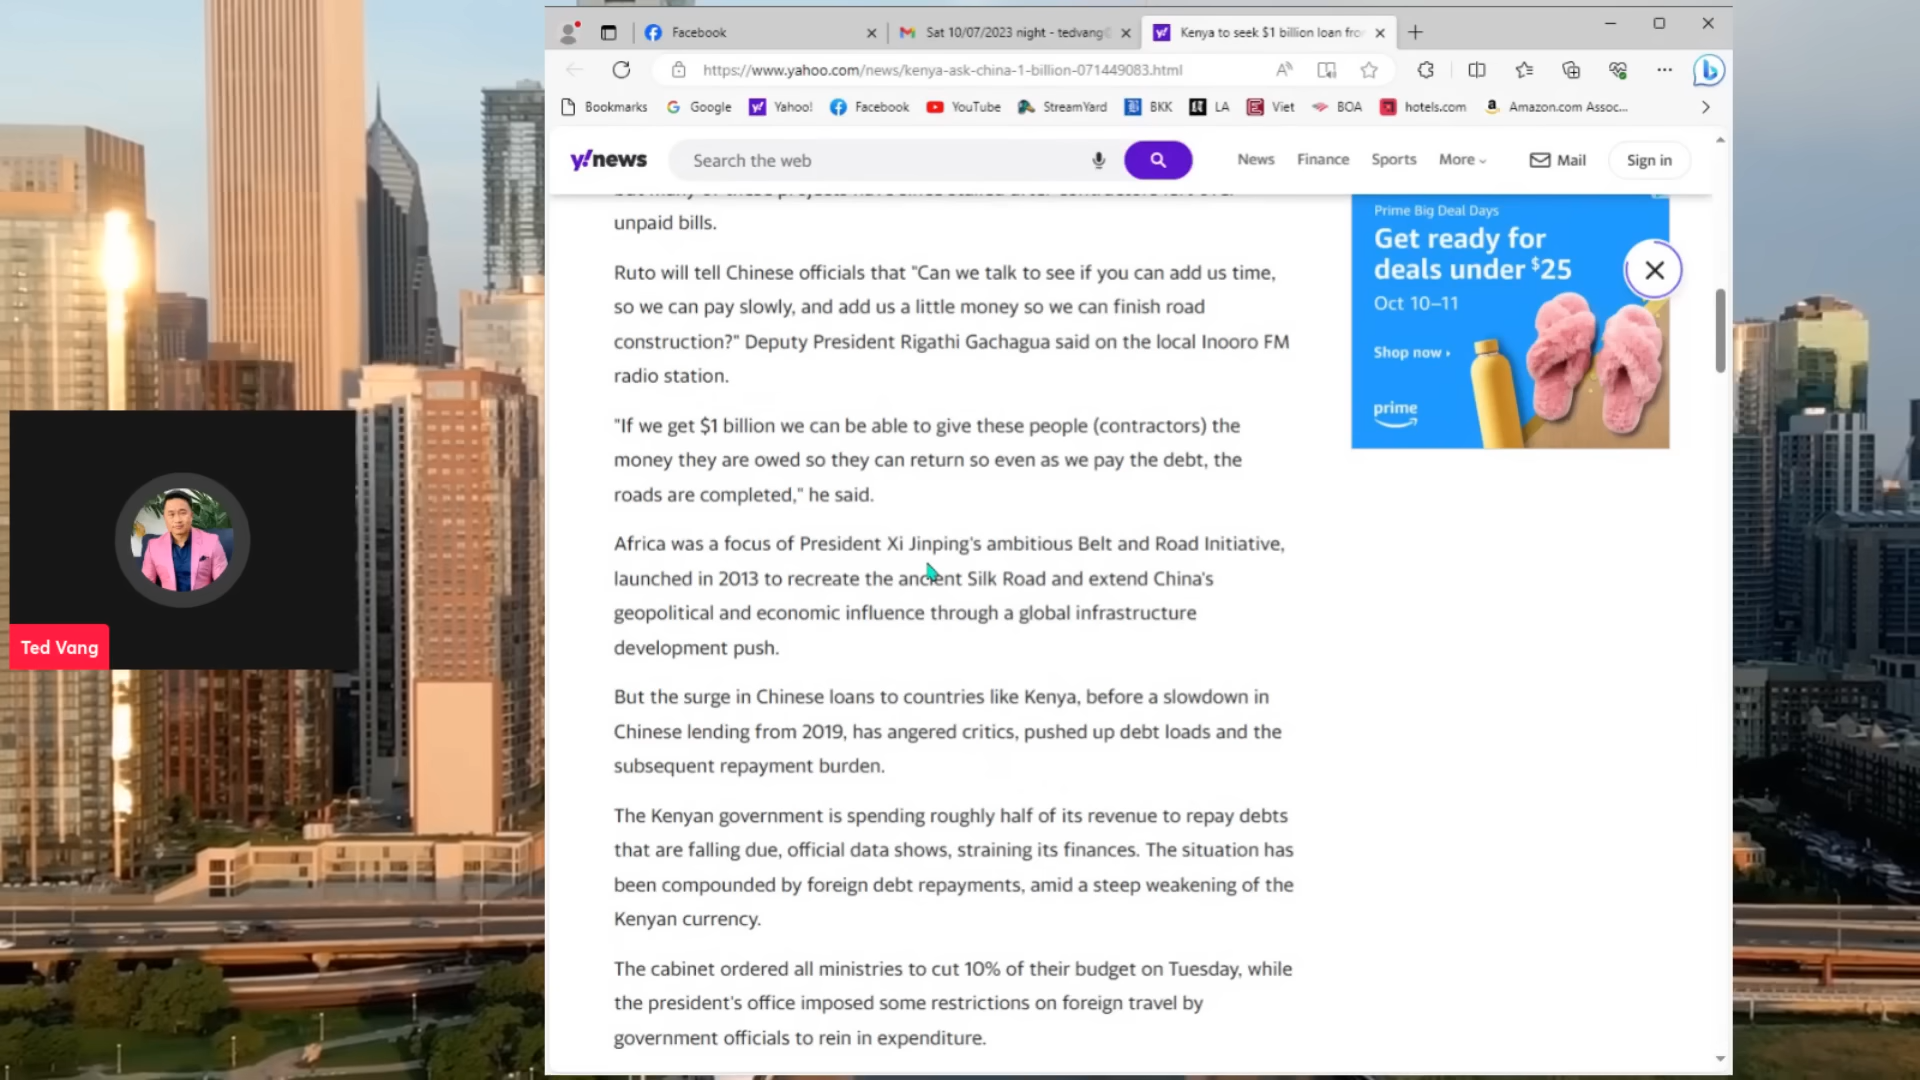 Facebook
Sat 10/07/2023 night - tedvang@
Kenya to seek $1 billion loan fro
https://www.yahoo.com/news/kenya-ask-china-1-billion-071449083.html
Bookmarks Google Yahoo! Facebook YouTube StreamYard BKK LA Viet BOA hotels.com Amazon.com Assoc...
y!news Search the web News Finance Sports More Mail Sign in
but many of these projects have since stalled after contractors left over
unpaid bills.
Ruto will tell Chinese officials that "Can we talk to see if you can add us time,
so we can pay slowly, and add us a little money so we can finish road
construction?" Deputy President Rigathi Gachagua said on the local Inooro FM
radio station.
"If we get $1 billion we can be able to give these people (contractors) the
money they are owed so they can return so even as we pay the debt, the
roads are completed," he said.
Africa was a focus of President Xi Jinping's ambitious Belt and Road Initiative,
launched in 2013 to recreate the ancient Silk Road and extend China's
geopolitical and economic influence through a global infrastructure
development push.
But the surge in Chinese loans to countries like Kenya, before a slowdown in
Chinese lending from 2019, has angered critics, pushed up debt loads and the
subsequent repayment burden.
The Kenyan government is spending roughly half of its revenue to repay debts
that are falling due, official data shows, straining its finances. The situation has
been compounded by foreign debt repayments, amid a steep weakening of the
Kenyan currency.
The cabinet ordered all ministries to cut 10% of their budget on Tuesday, while
the president's office imposed some restrictions on foreign travel by
government officials to rein in expenditure.
Prime Big Deal Days
Get ready for
deals under $25
Oct 10–11
Shop now
prime
Ted Vang